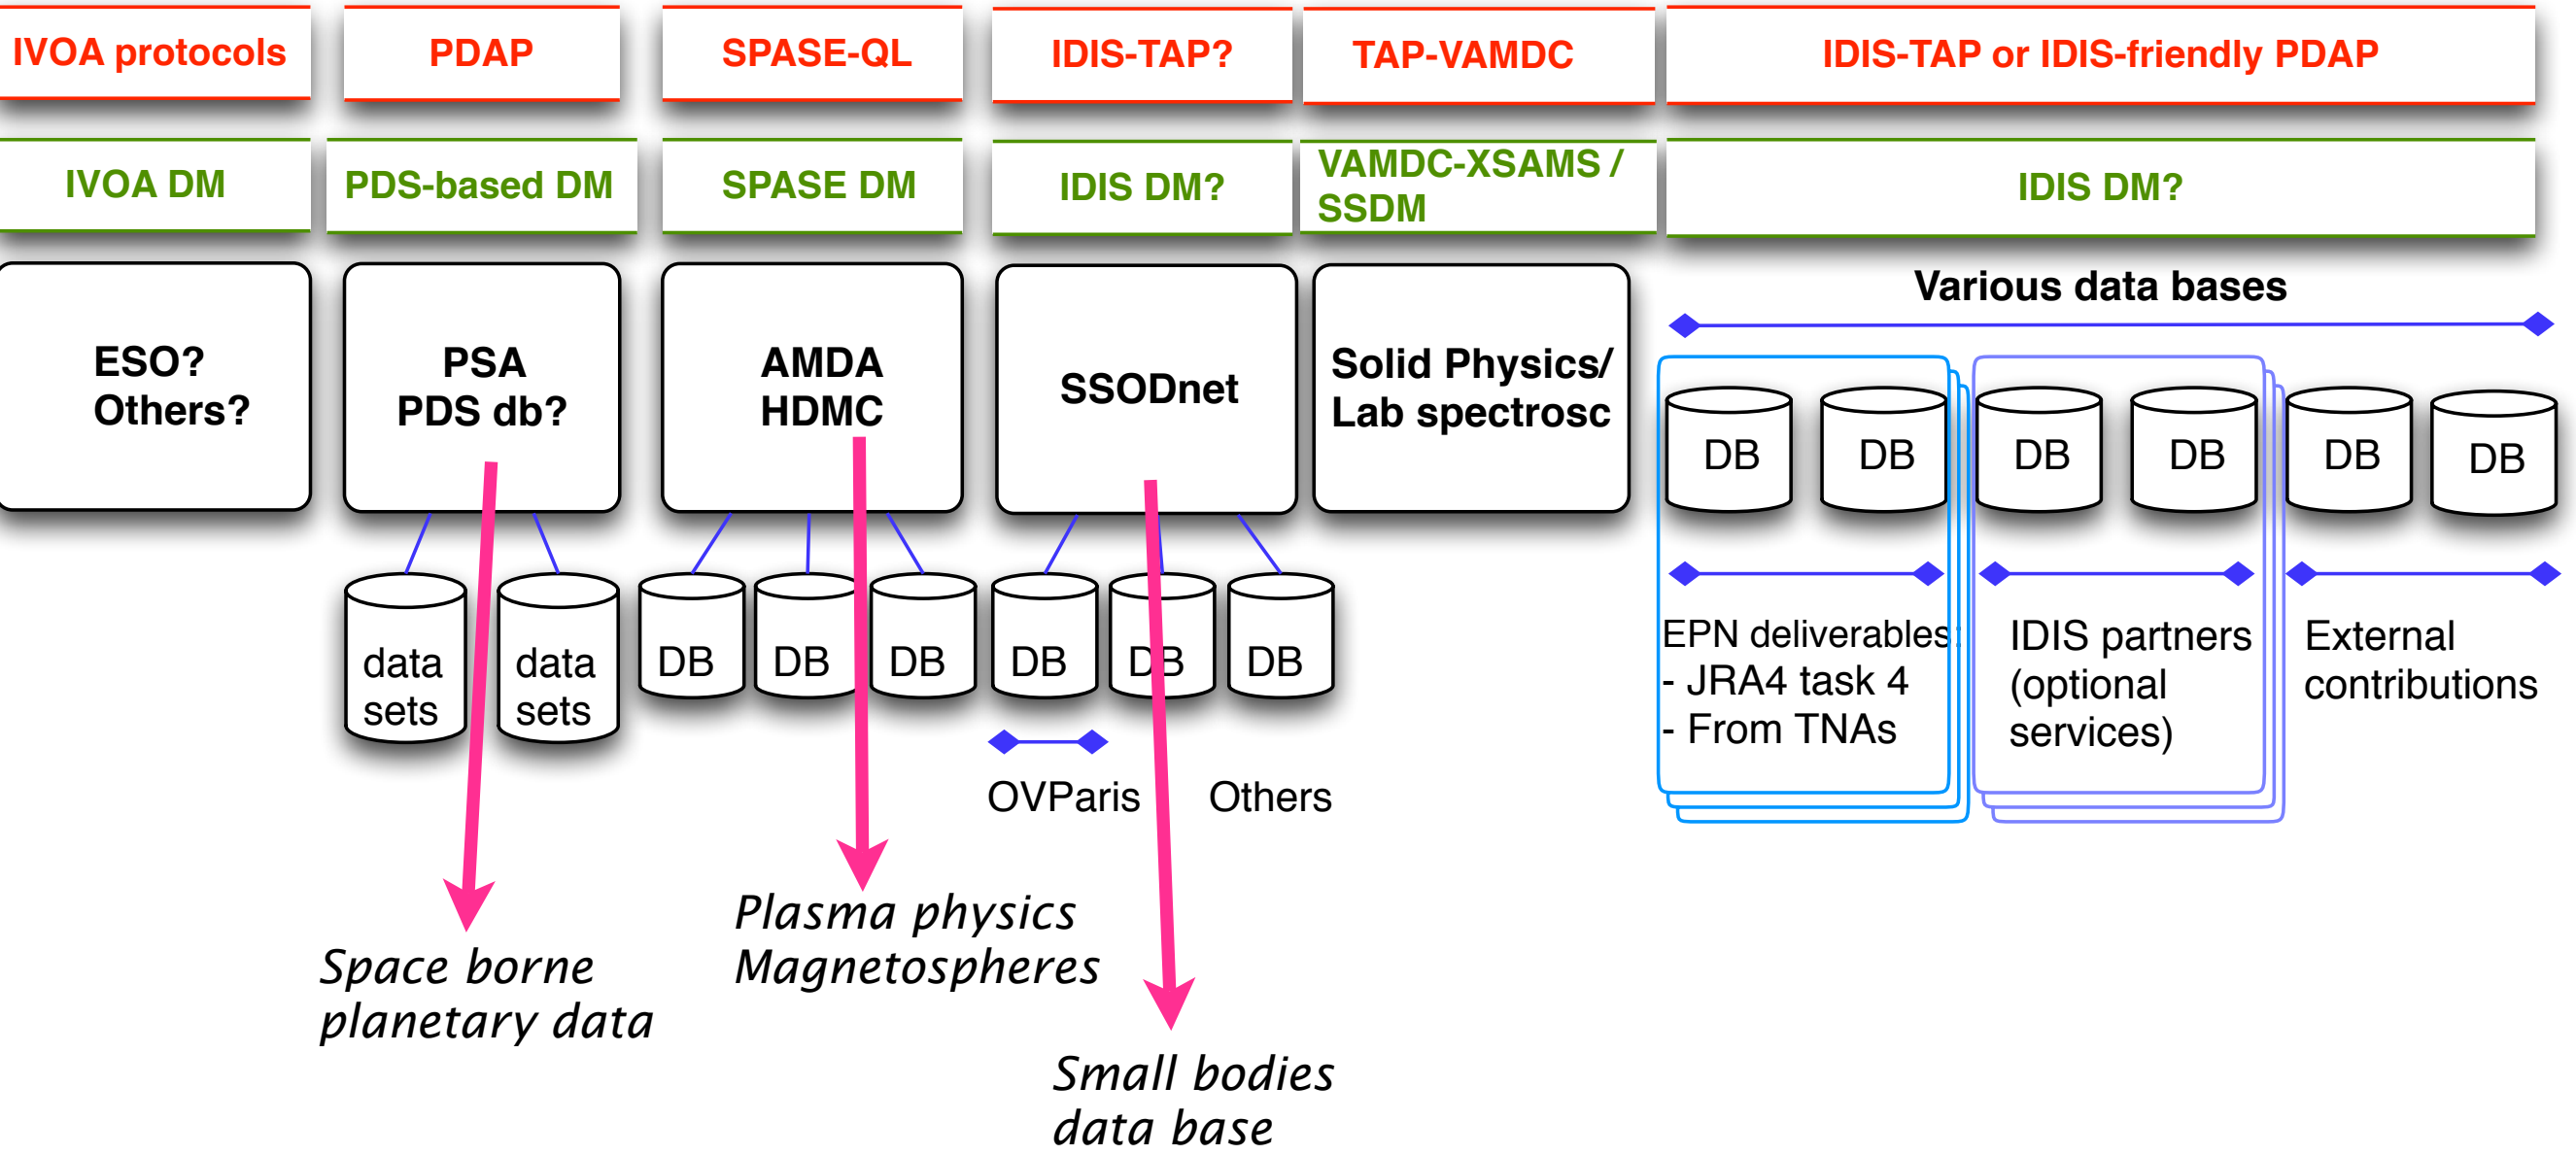 IVOA protocols
PDAP
SPASE-QL
IDIS-TAP?
TAP-VAMDC
IDIS-TAP or IDIS-friendly PDAP
IVOA DM
PDS-based DM
SPASE DM
IDIS DM?
VAMDC-XSAMS /
SSDM
IDIS DM?
ESO?
Others?
PSA
PDS db?
AMDA
HDMC
SSODnet
Solid Physics/
Lab spectrosc
Various data bases
DB
DB
DB
DB
DB
DB
data
sets
data
sets
DB
DB
DB
DB
DB
DB
OVParis
Others
EPN deliverables:
- JRA4 task 4
- From TNAs
IDIS partners
(optional
services)
External
contributions
Space borne
planetary data
Plasma physics
Magnetospheres
Small bodies
data base